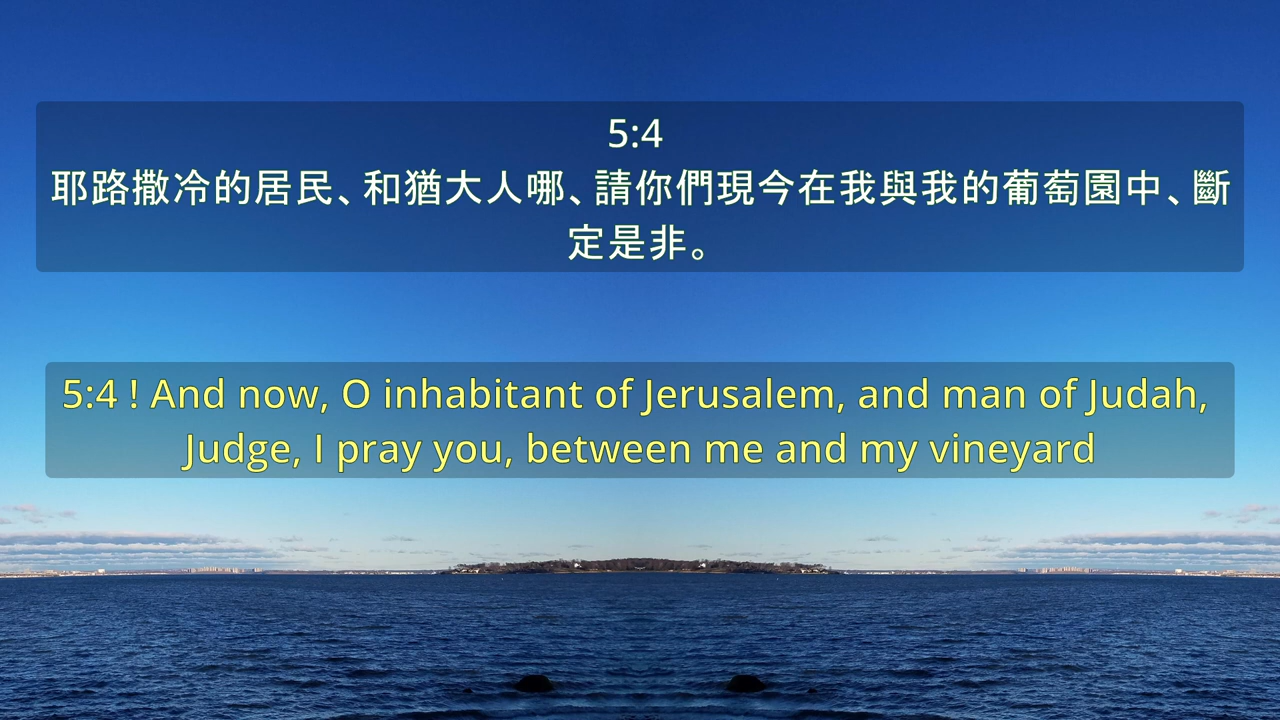 5:4
耶路撒冷的居民、和猶大人哪、請你們現今在我與我的葡萄園中、斷
定是非。
5:4 ! And now, O inhabitant of Jerusalem, and man of Judah,
Judge, I pray you, between me and my vineyard